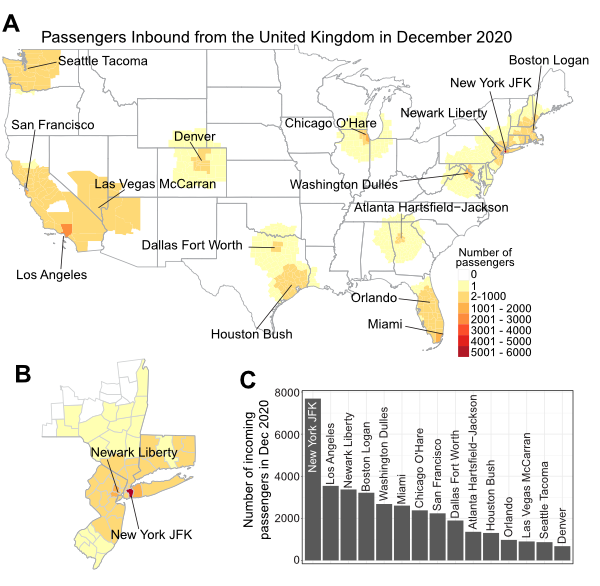 A
Passengers Inbound from the United Kingdom in December 2020
Boston Logan
Seattle Tacoma
New York JFK
Newark Liberty
San Francisco
Chicago O'Hare
Denver
Las Vegas McCarran
Washington Dulles
Atlanta Hartsfield−Jackson
Dallas Fort Worth
Los Angeles
Number of
passengers
0
1
2-1000
1001 - 2000
2001 - 3000
3001 - 4000
4001 - 5000
5001 - 6000
Orlando
Miami
Houston Bush
B
Newark Liberty
New York JFK
C
Number of incoming
passengers in Dec 2020
8000
6000
4000
2000
0
New York JFK
Los Angeles
Newark Liberty
Boston Logan
Washington Dulles
Miami
Chicago O'Hare
San Francisco
Dallas Fort Worth
Atlanta Hartsfield-Jackson
Houston Bush
Orlando
Las Vegas McCarran
Seattle Tacoma
Denver